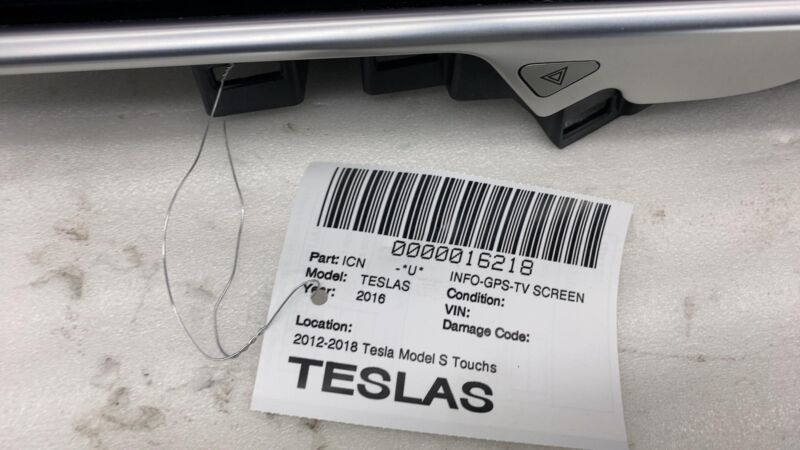 0000016218
Part: ICN -*U* INFO-GPS-TV SCREEN
Model: TESLAS Condition:
Year: 2016 VIN:
Damage Code:
Location:
2012-2018 Tesla Model S Touchs
TESLAS